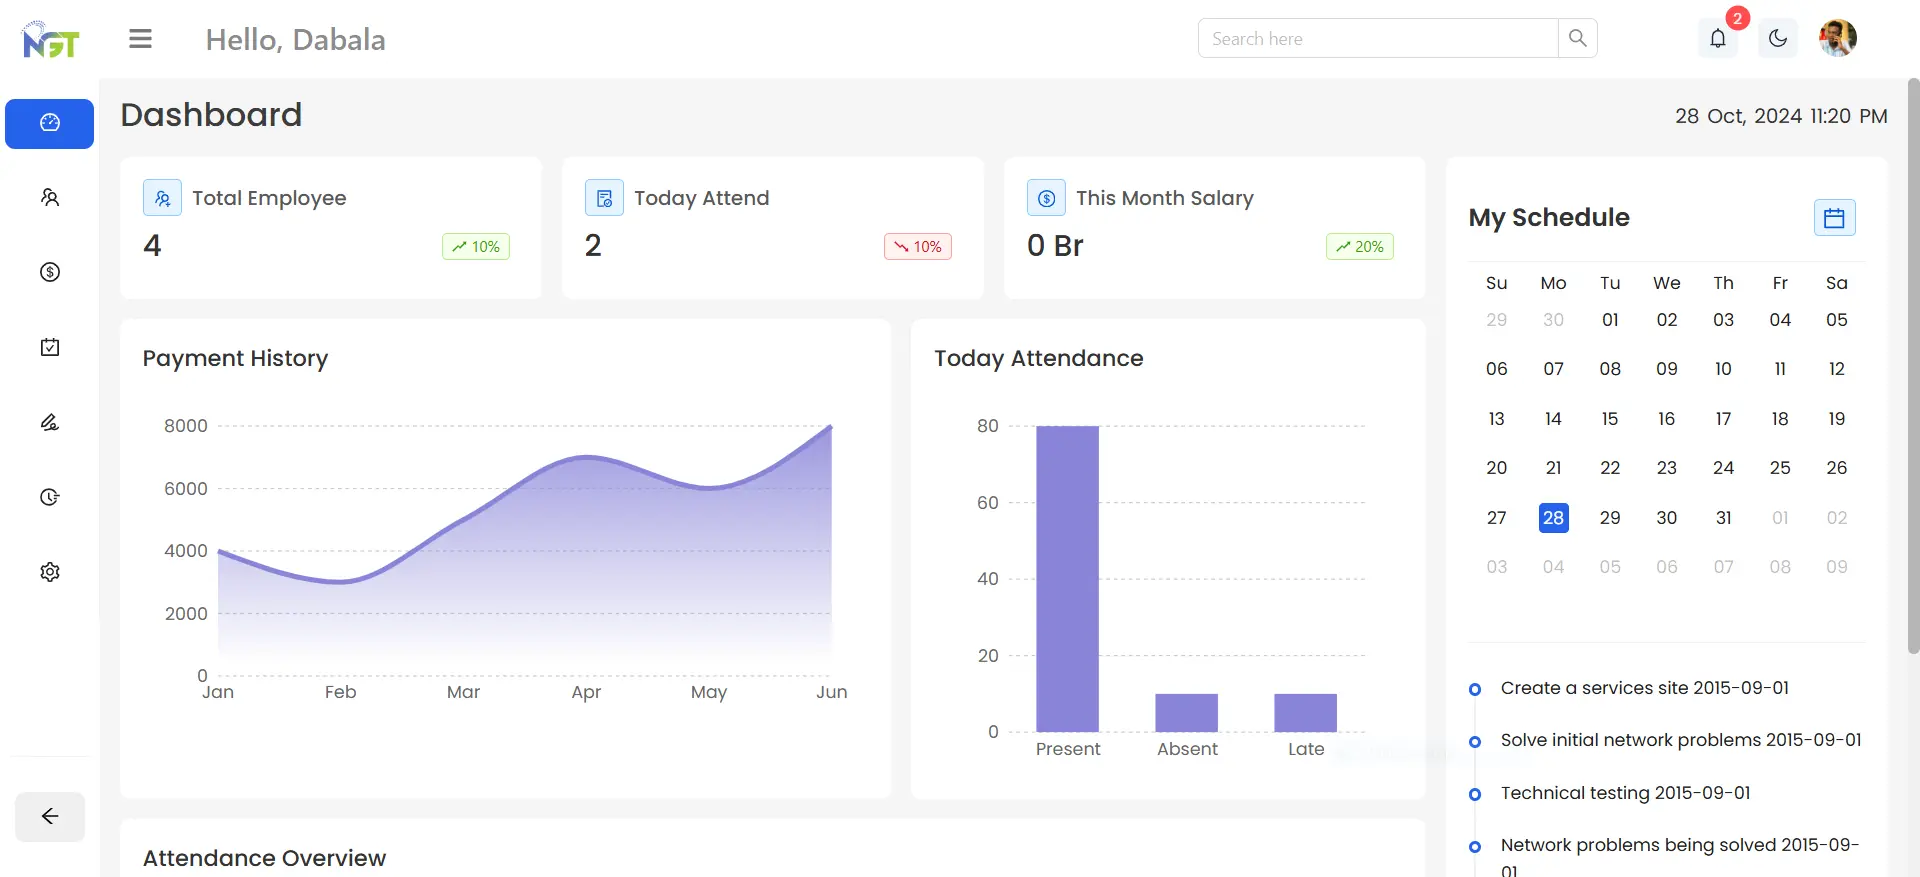 NGT
Hello, Dabala
Search here
2
Dashboard
28 Oct, 2024 11:20 PM
Total Employee
4
10%
Today Attend
2
10%
This Month Salary
0 Br
20%
My Schedule
Su Mo Tu We Th Fr Sa
29 30 01 02 03 04 05
06 07 08 09 10 11 12
13 14 15 16 17 18 19
20 21 22 23 24 25 26
27 28 29 30 31 01 02
03 04 05 06 07 08 09
Payment History
8000
6000
4000
2000
0
Jan Feb Mar Apr May Jun
Today Attendance
80
60
40
20
0
Present Absent Late
Create a services site 2015-09-01
Solve initial network problems 2015-09-01
Technical testing 2015-09-01
Network problems being solved 2015-09-
01
Attendance Overview